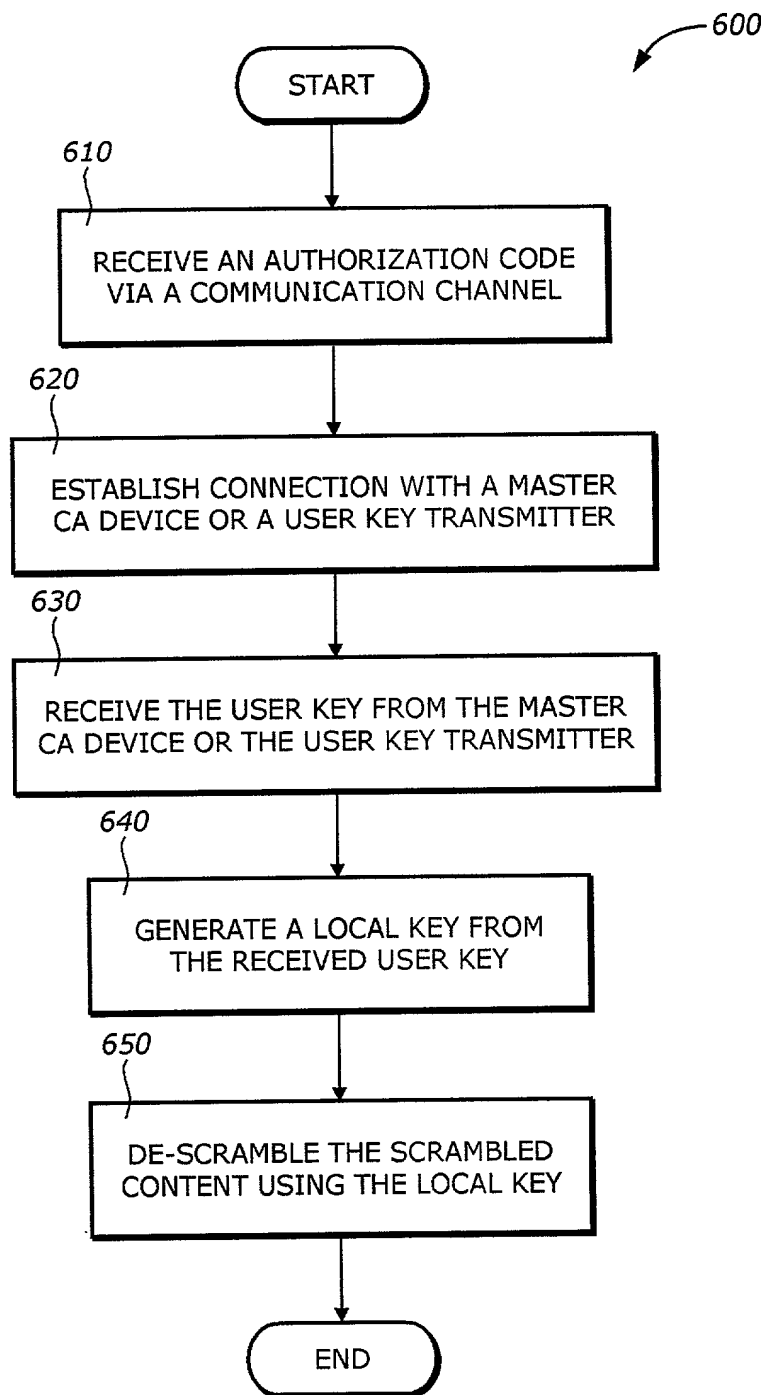 600
START
610
RECEIVE AN AUTHORIZATION CODE
VIA A COMMUNICATION CHANNEL
620
ESTABLISH CONNECTION WITH A MASTER
CA DEVICE OR A USER KEY TRANSMITTER
630
RECEIVE THE USER KEY FROM THE MASTER
CA DEVICE OR THE USER KEY TRANSMITTER
640
GENERATE A LOCAL KEY FROM
THE RECEIVED USER KEY
650
DE-SCRAMBLE THE SCRAMBLED
CONTENT USING THE LOCAL KEY
END